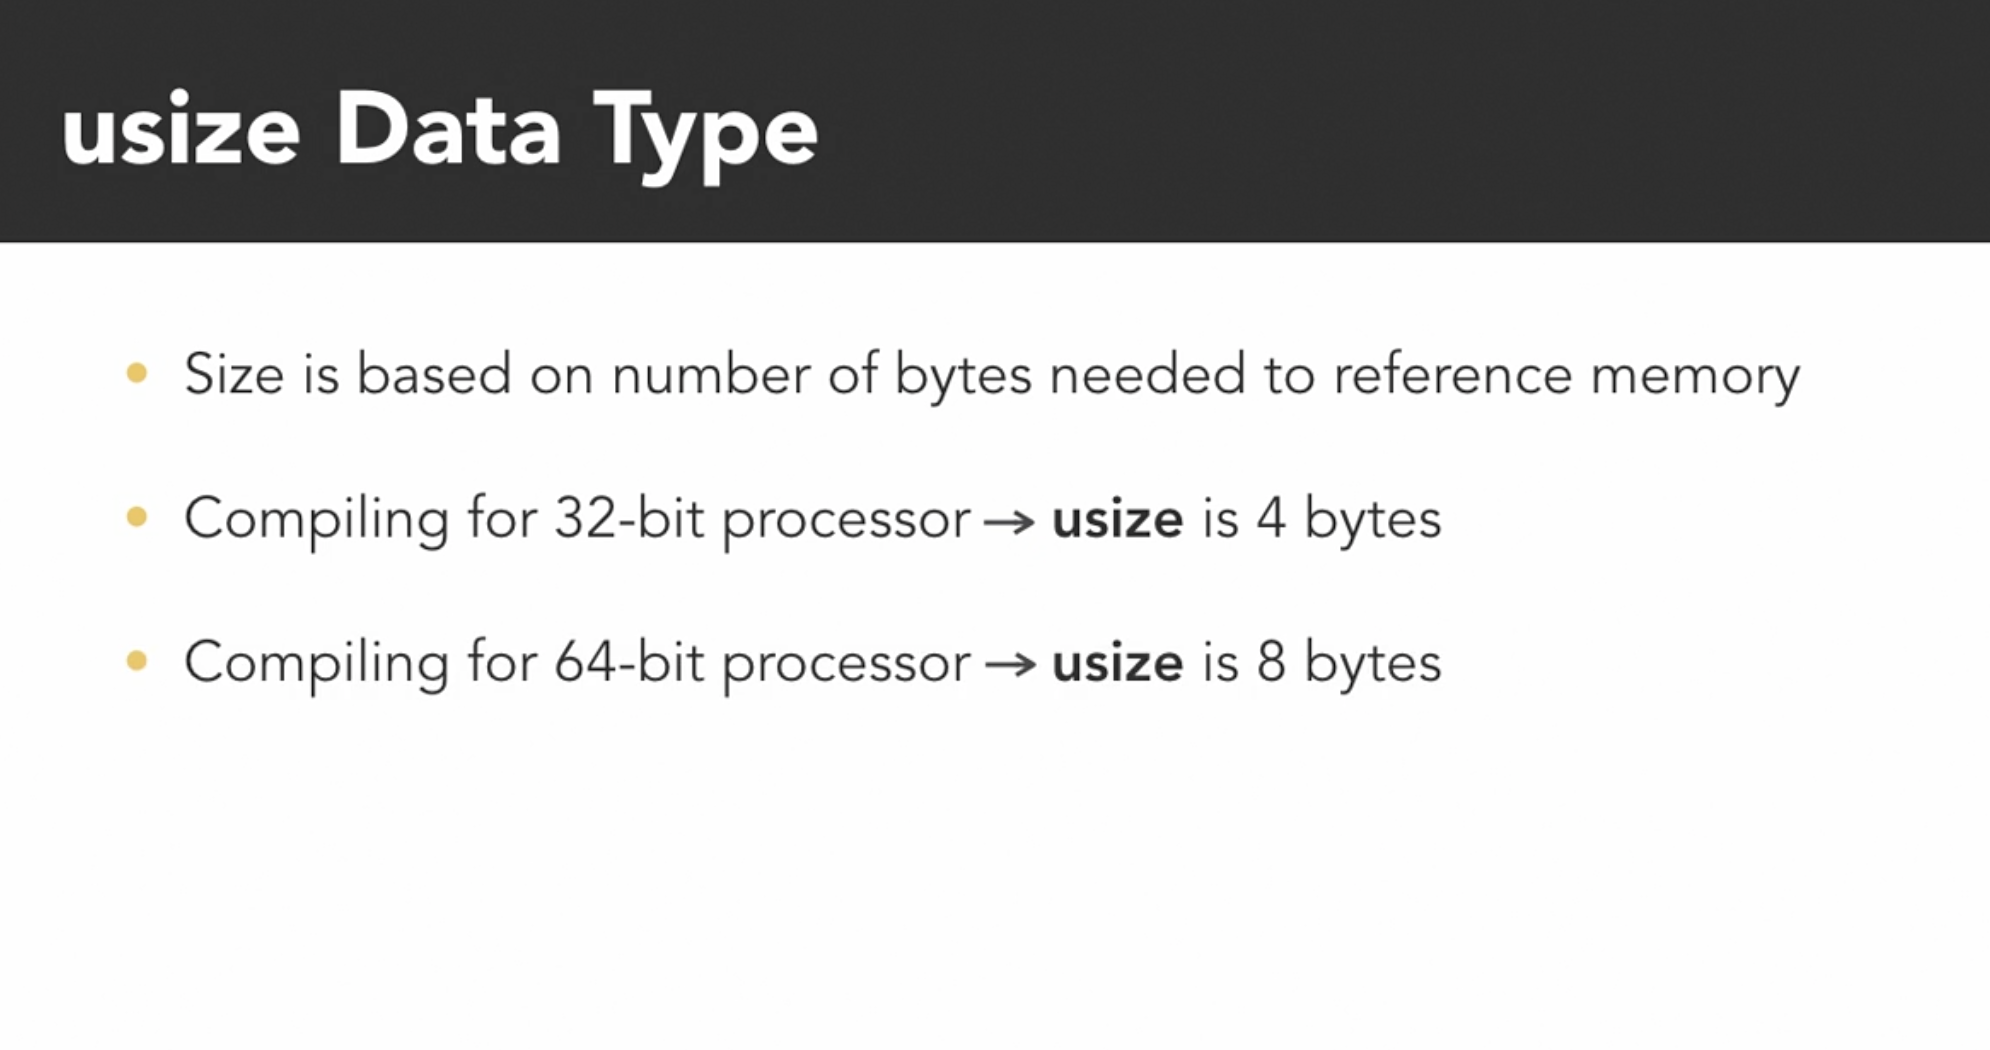 usize Data Type
• Size is based on number of bytes needed to reference memory
• Compiling for 32-bit processor → usize is 4 bytes
• Compiling for 64-bit processor → usize is 8 bytes